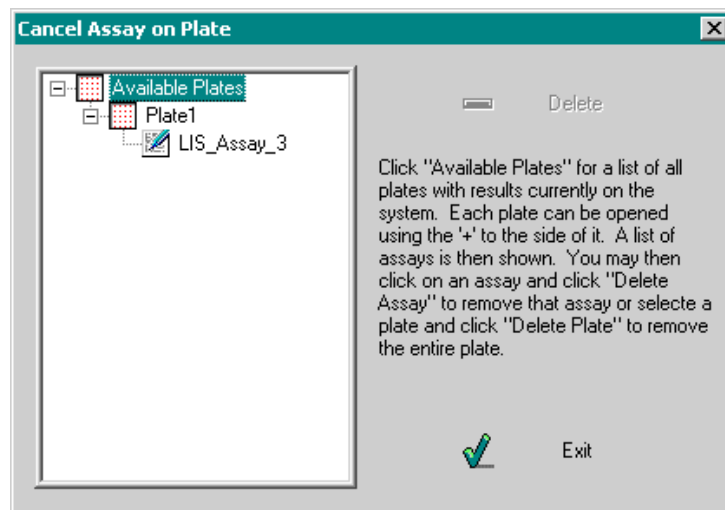 Cancel Assay on Plate
Available Plates
Plate1
LIS_Assay_3
Delete
Click "Available Plates" for a list of all
plates with results currently on the
system. Each plate can be opened
using the '+' to the side of it. A list of
assays is then shown. You may then
click on an assay and click "Delete
Assay" to remove that assay or selecte a
plate and click "Delete Plate" to remove
the entire plate.
Exit